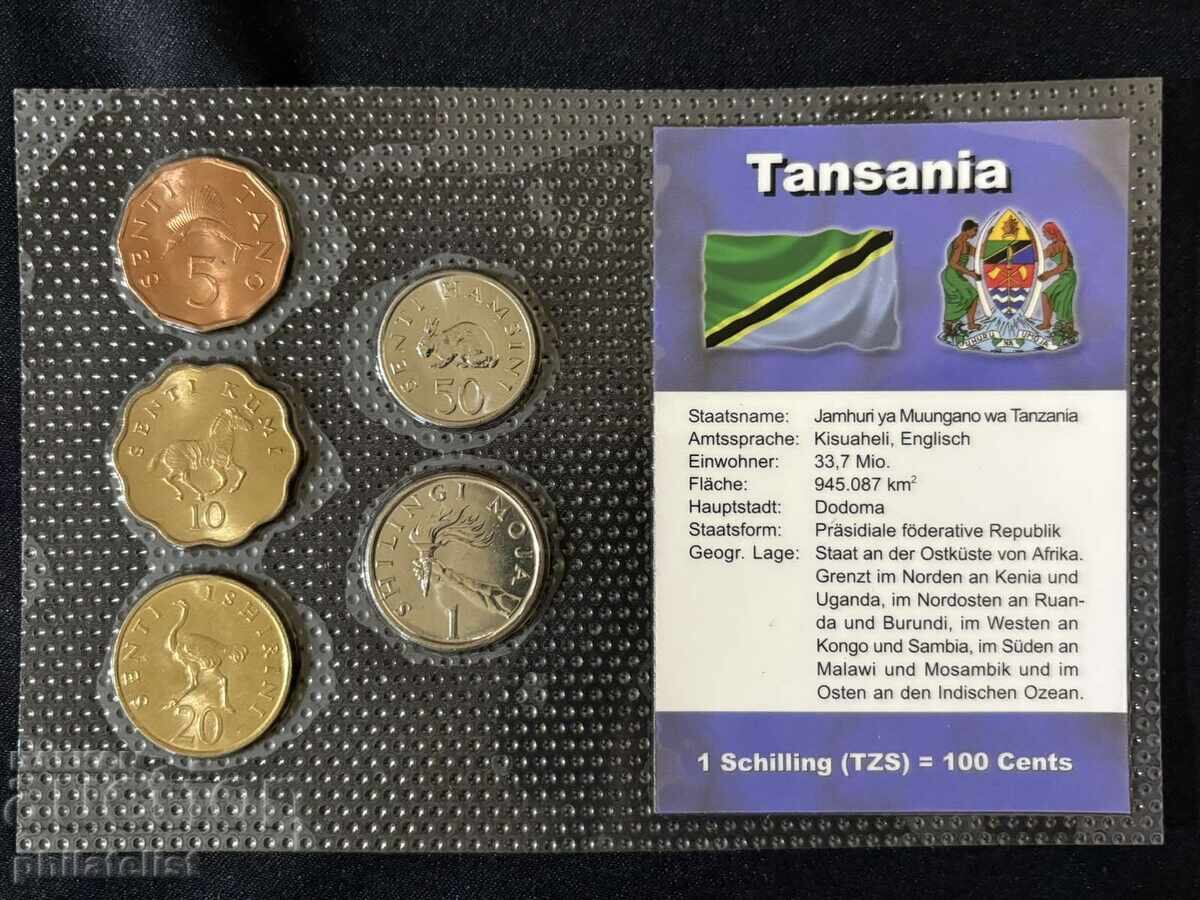 SENTI TANO
5
SENTI HAMSINI
50
SENTI KUMI
10
SHILINGI MOJA
1
SENTI ISHIRINI
20
Tansania
UHURU NA UMOJA
Staatsname: Jamhuri ya Muungano wa Tanzania
Amtssprache: Kisuaheli, Englisch
Einwohner: 33,7 Mio.
Fläche: 945.087 km²
Hauptstadt: Dodoma
Staatsform: Präsidiale föderative Republik
Geogr. Lage: Staat an der Ostküste von Afrika.
Grenzt im Norden an Kenia und
Uganda, im Nordosten an Ruan-
da und Burundi, im Westen an
Kongo und Sambia, im Süden an
Malawi und Mosambik und im
Osten an den Indischen Ozean.
1 Schilling (TZS) = 100 Cents
philatelist